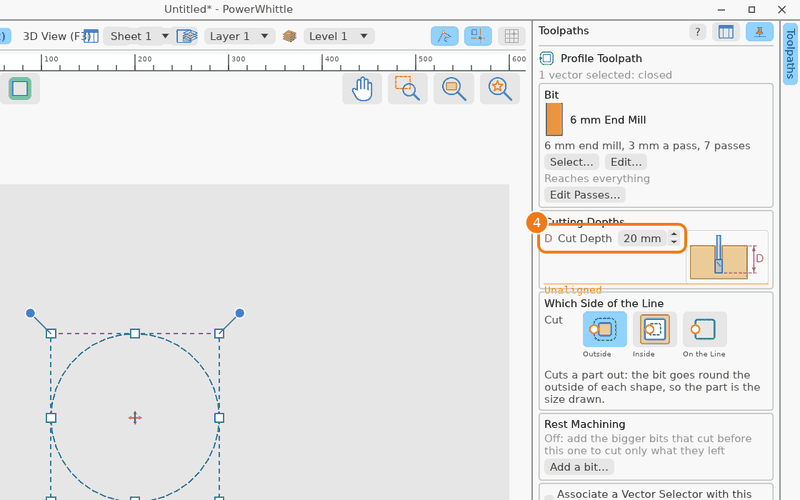 Untitled* - PowerWhittle
3D View (F3)
Sheet 1
Layer 1
Level 1
Toolpaths
?
Toolpaths
100
200
300
400
500
600
Profile Toolpath
1 vector selected: closed
Bit
6 mm End Mill
6 mm end mill, 3 mm a pass, 7 passes
Select...
Edit...
Reaches everything
Edit Passes...
Cutting Depths
4
D Cut Depth 20 mm
D
Unaligned
Which Side of the Line
Cut
Outside
Inside
On the Line
Cuts a part out: the bit goes round the
outside of each shape, so the part is the
size drawn.
Rest Machining
Off: add the bigger bits that cut before
this one to cut only what they left
Add a bit...
Associate a Vector Selector with this